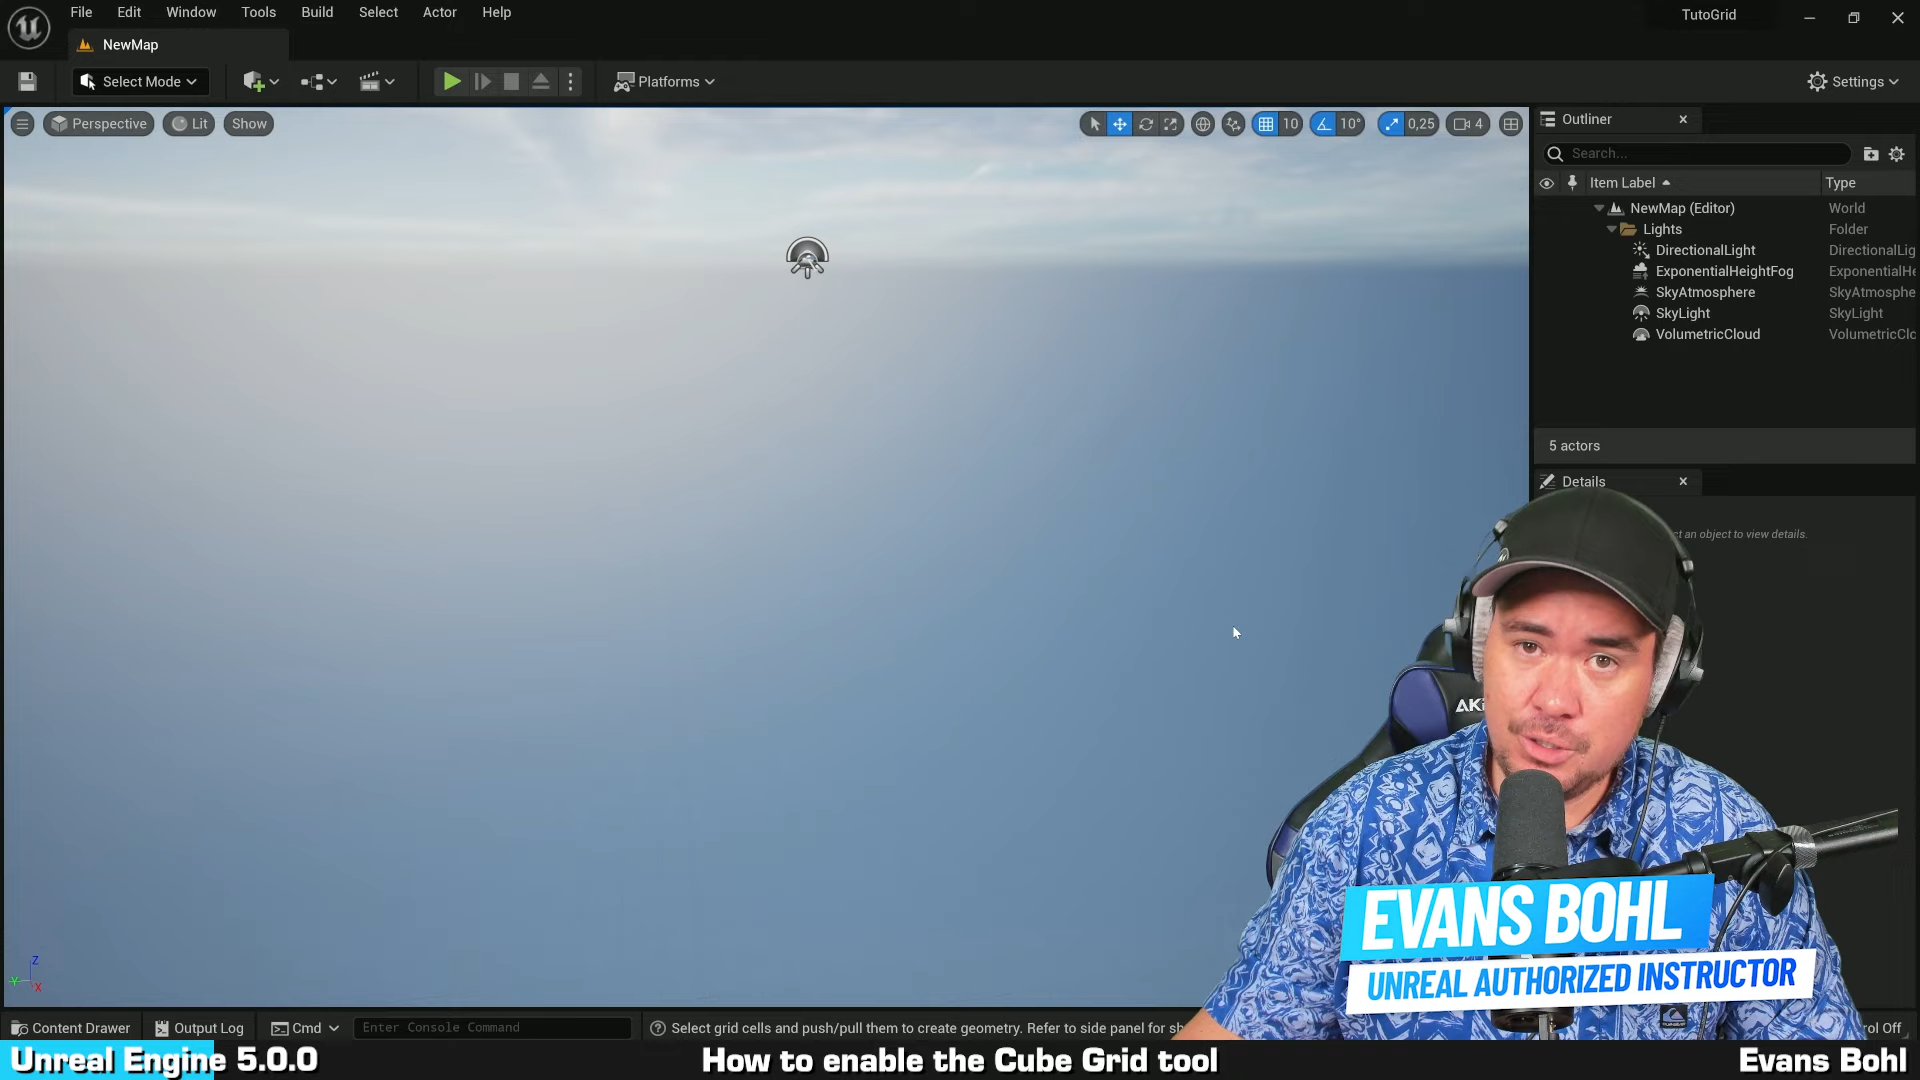 File Edit Window Tools Build Select Actor Help
TutoGrid
NewMap
Select Mode
Platforms
Settings
Perspective Lit Show
10 10° 0,25 4
Outliner
Search...
Item Label Type
NewMap (Editor) World
Lights Folder
DirectionalLight DirectionalLig
ExponentialHeightFog ExponentialHe
SkyAtmosphere SkyAtmosphe
SkyLight SkyLight
VolumetricCloud VolumetricClo
5 actors
Details
ct an object to view details.
Z
Y
X
EVANS BOHL
UNREAL AUTHORIZED INSTRUCTOR
Content Drawer Output Log Cmd Enter Console Command Select grid cells and push/pull them to create geometry. Refer to side panel for sh rol Off
Unreal Engine 5.0.0 How to enable the Cube Grid tool Evans Bohl